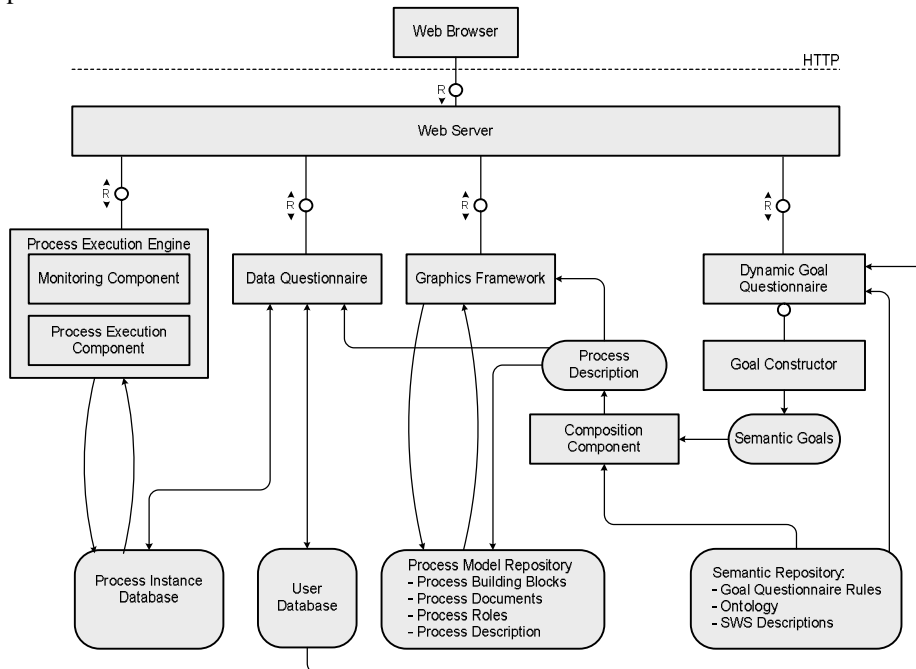 Web Browser
HTTP
R
Web Server
R
R
R
R
Process Execution Engine
Monitoring Component
Process Execution
Component
Data Questionnaire
Graphics Framework
Dynamic Goal
Questionnaire
Process
Description
Goal Constructor
Composition
Component
Semantic Goals
Process Instance
Database
User
Database
Process Model Repository
- Process Building Blocks
- Process Documents
- Process Roles
- Process Description
Semantic Repository:
- Goal Questionnaire Rules
- Ontology
- SWS Descriptions